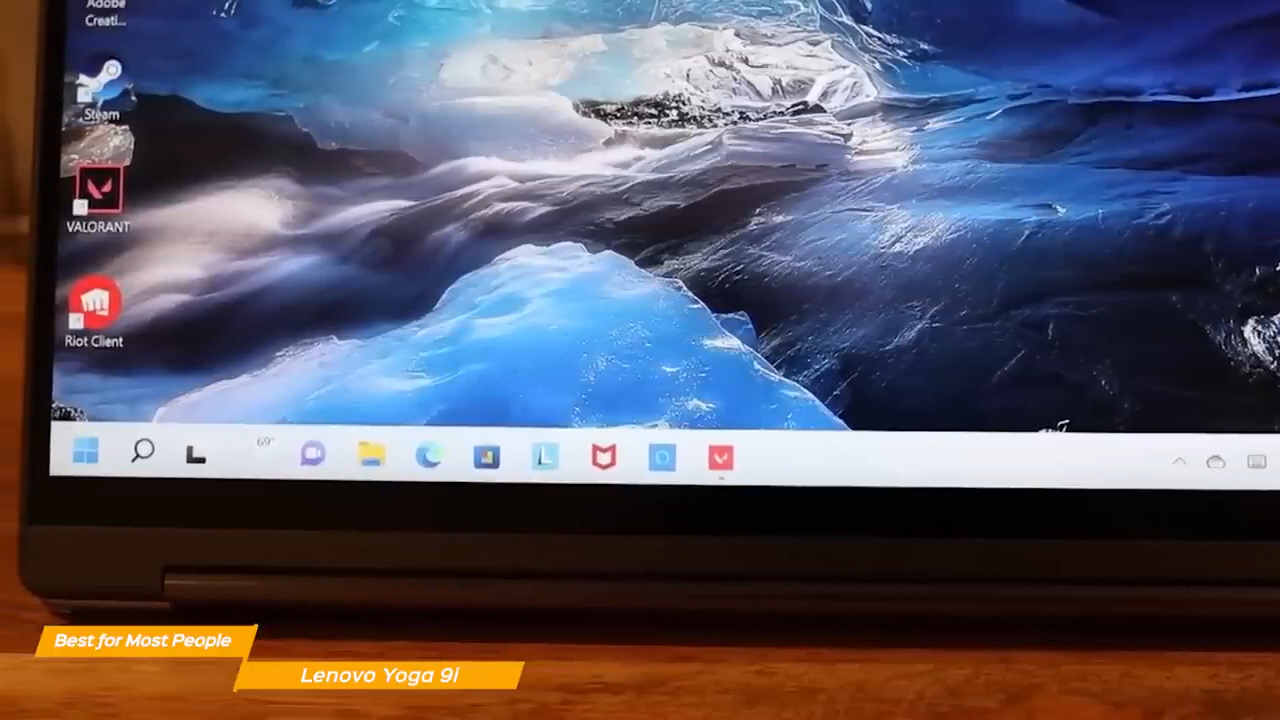 Adobe
Creati...
Steam
VALORANT
Riot Client
69°
L
Best for Most People
Lenovo Yoga 9i